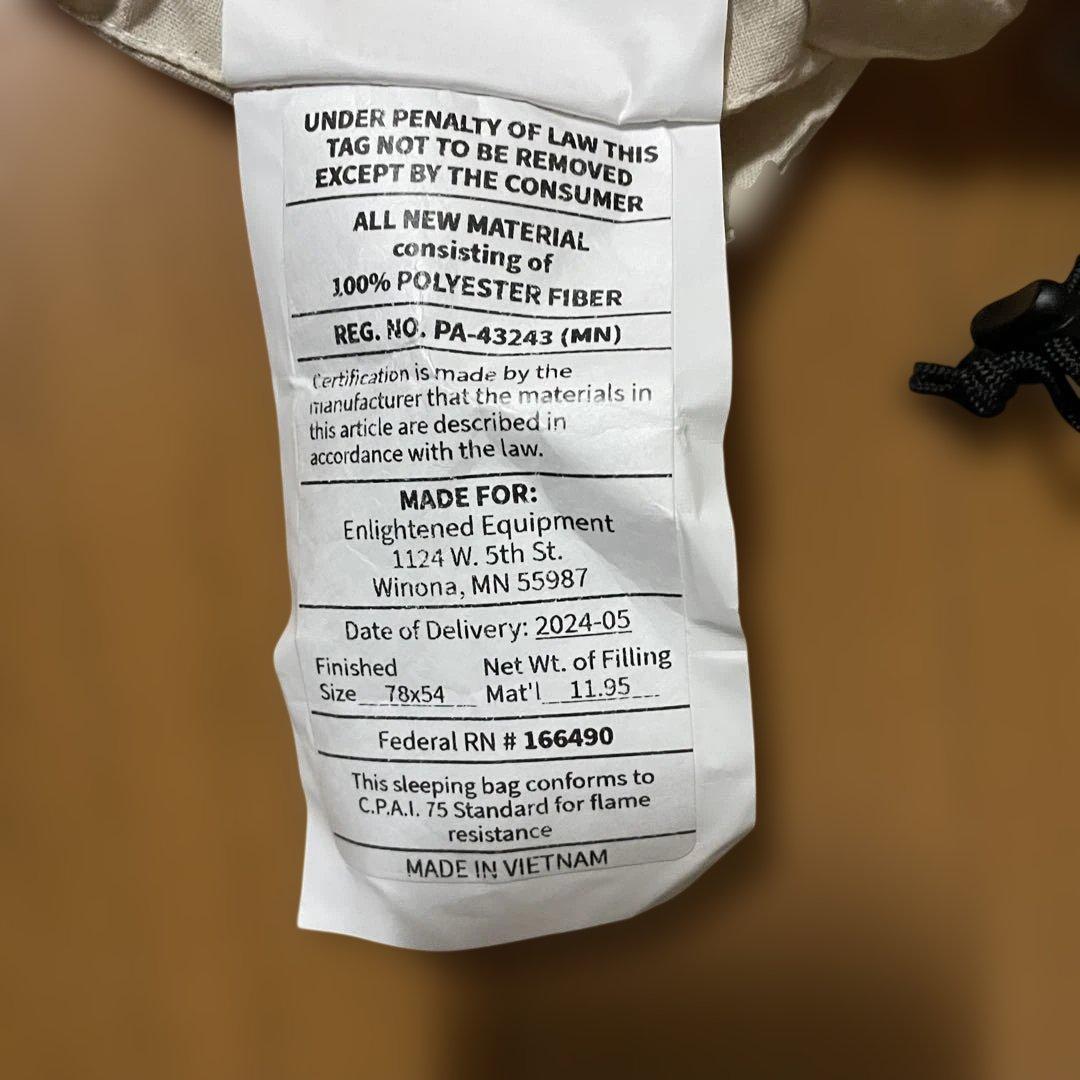 UNDER PENALTY OF LAW THIS
TAG NOT TO BE REMOVED
EXCEPT BY THE CONSUMER
ALL NEW MATERIAL
consisting of
100% POLYESTER FIBER
REG. NO. PA-43243 (MN)
Certification is made by the
manufacturer that the materials in
this article are described in
accordance with the law.
MADE FOR:
Enlightened Equipment
1124 W. 5th St.
Winona, MN 55987
Date of Delivery: 2024-05
Finished Net Wt. of Filling
Size 78x54 Mat'l 11.95
Federal RN # 166490
This sleeping bag conforms to
C.P.A.I. 75 Standard for flame
resistance
MADE IN VIETNAM